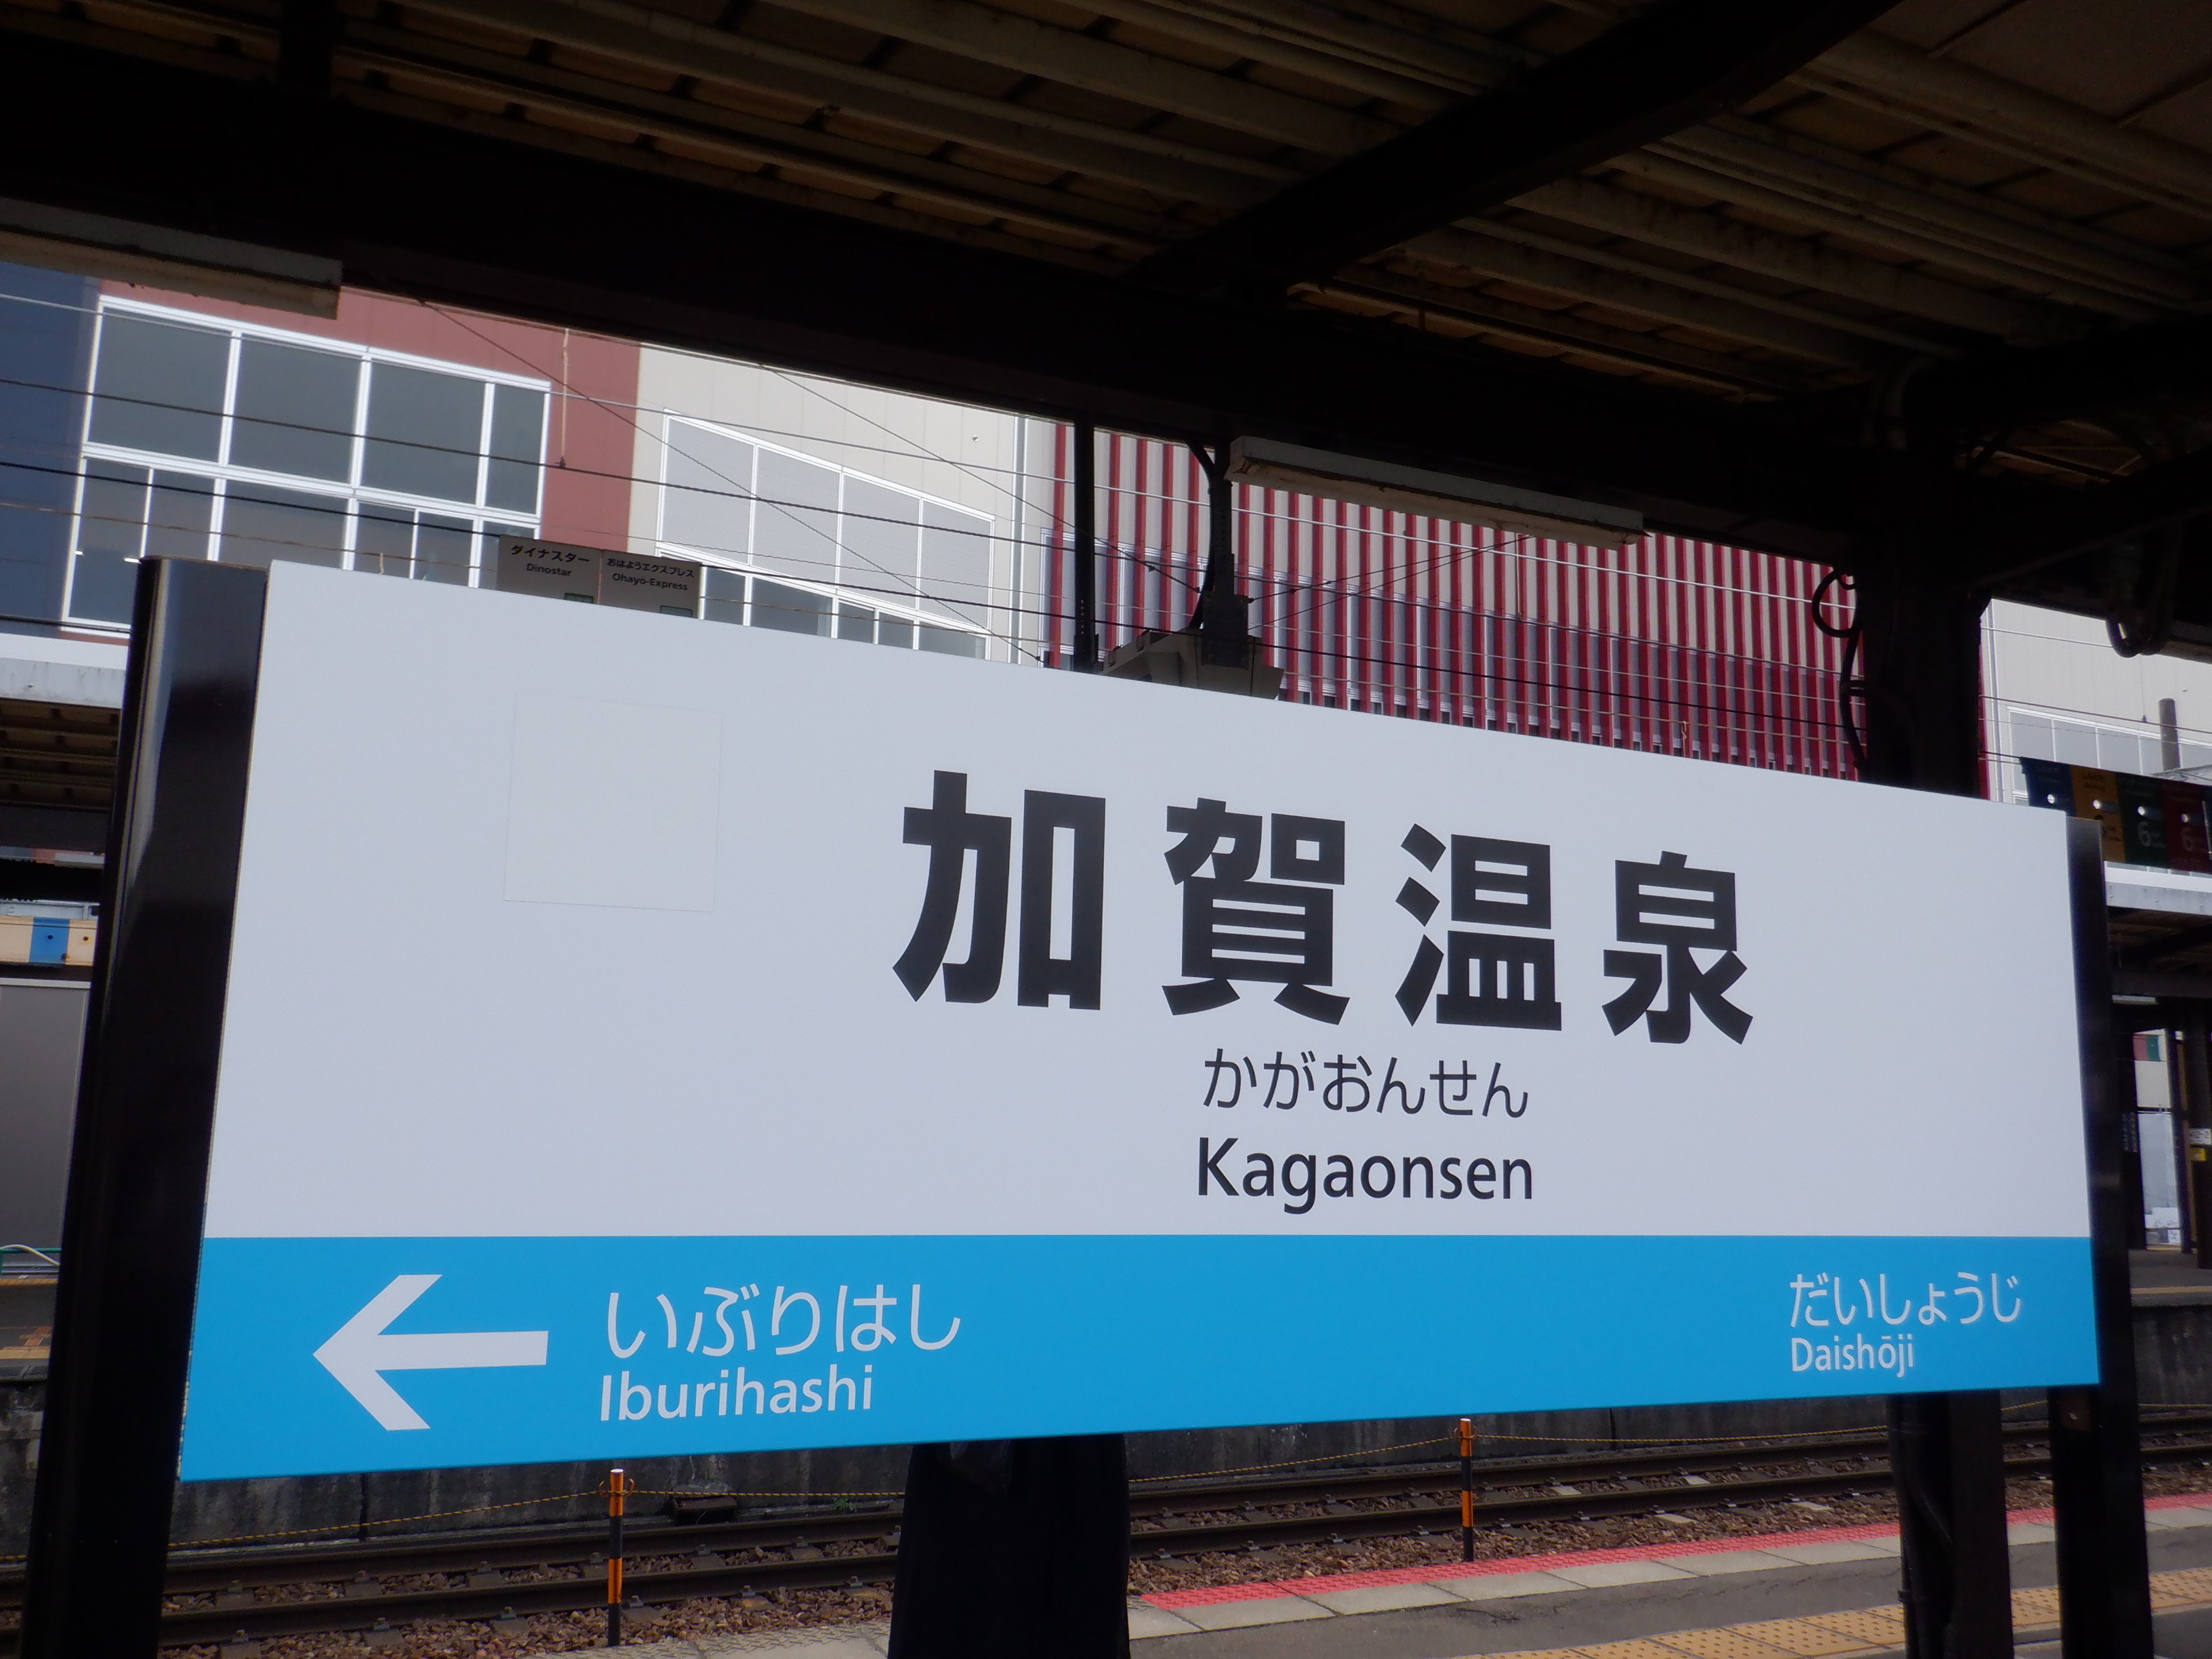 ダイナスター
Dinostar
おはようエクスプレス
Ohayō-Express
加賀温泉
かがおんせん
Kagaonsen
いぶりはし
Iburihashi
だいしょうじ
Daishōji